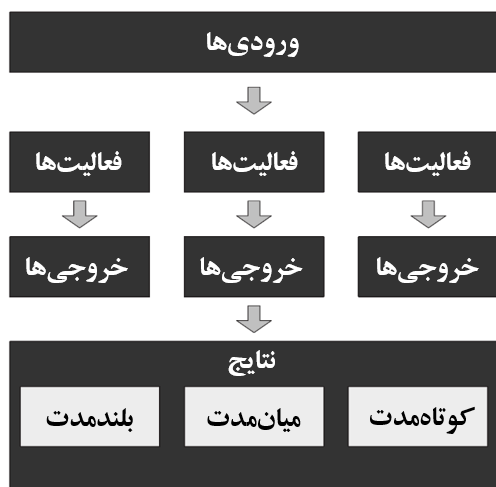 ورودی‌ها
فعالیت‌ها
فعالیت‌ها
فعالیت‌ها
خروجی‌ها
خروجی‌ها
خروجی‌ها
نتایج
کوتاه‌مدت
میان‌مدت
بلندمدت